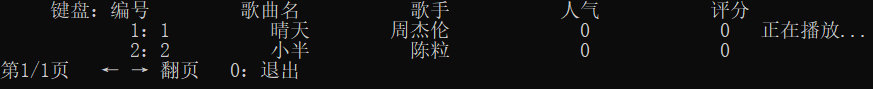 键盘：编号 歌曲名 歌手 人气 评分
1：1 晴天 周杰伦 0 0 正在播放...
2：2 小半 陈粒 0 0
第1/1页 ← → 翻页 0：退出